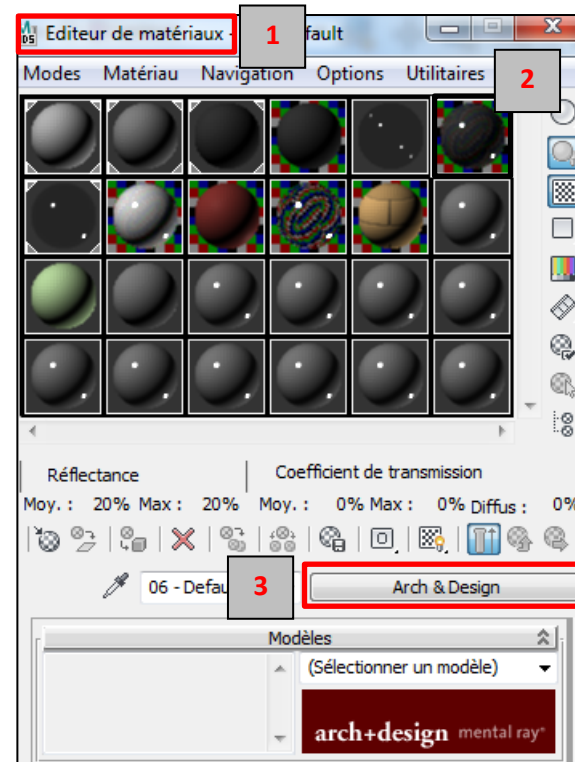 Editeur de matériaux - 1 fault
Modes Matériau Navigation Options Utilitaires 2
Réflectance Coefficient de transmission
Moy. : 20% Max : 20% Moy. : 0% Max : 0% Diffus : 0%
06 - Defau 3 Arch & Design
Modèles
(Sélectionner un modèle)
arch+design mental ray